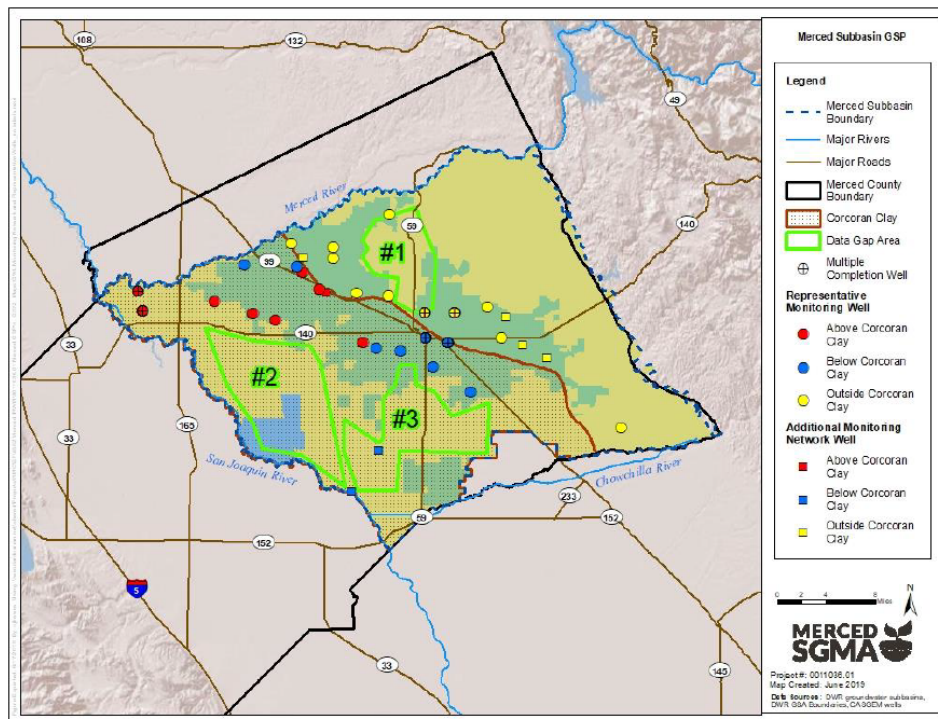 108
132
Merced Subbasin GSP
Legend
Merced Subbasin
Boundary
Major Rivers
Major Roads
Merced County
Boundary
Corcoran Clay
Data Gap Area
Multiple
Completion Well
Representative
Monitoring Well
Above Corcoran
Clay
Below Corcoran
Clay
Outside Corcoran
Clay
Additional Monitoring
Network Well
Above Corcoran
Clay
Below Corcoran
Clay
Outside Corcoran
Clay
49
Merced River
59
140
#1
99
140
33
#2
#3
165
33
San Joaquin River
Chowchilla River
233
59
152
152
5
33
145
0 2 4 8
Miles
N
MERCED
SGMA
Project #: 0011036.01
Map Created: June 2019
Data Sources: DWR groundwater subbasins,
DWR GSA Boundaries, CASGEM wells